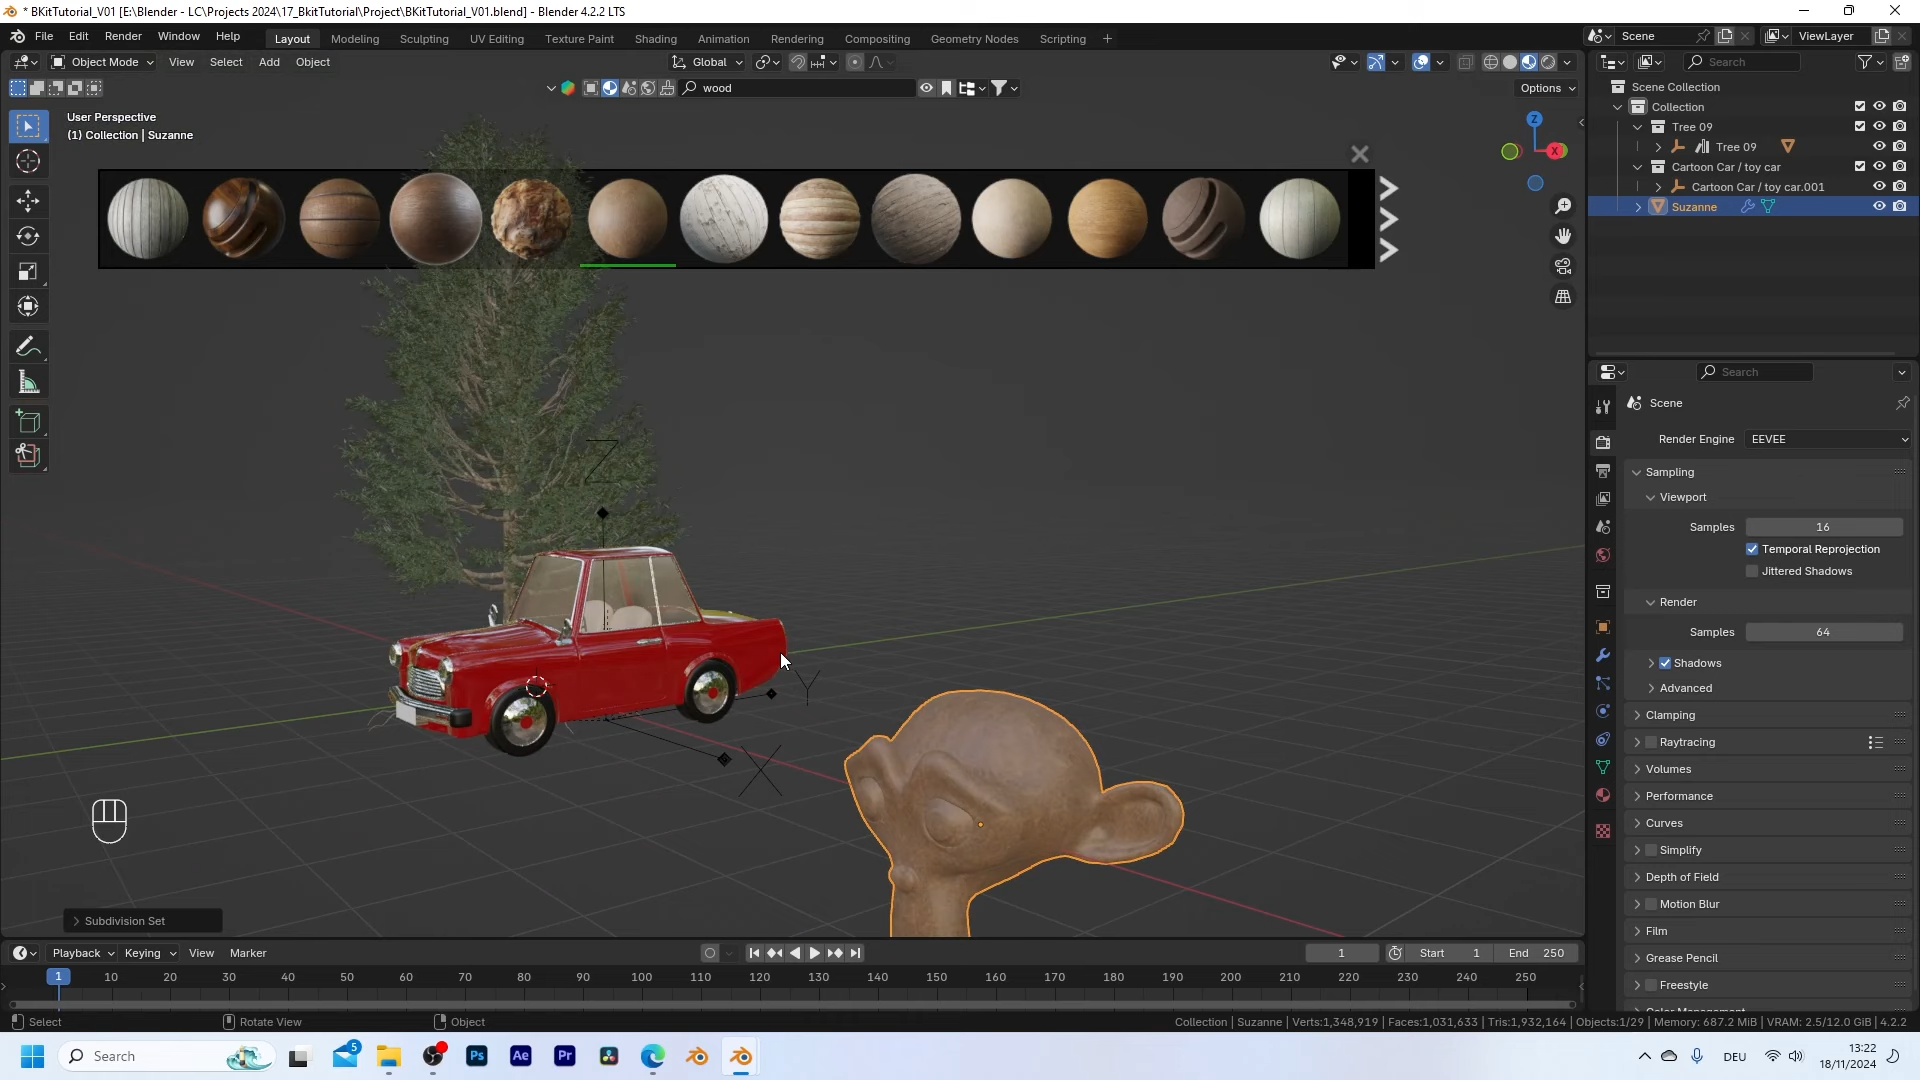 * BKitTutorial_V01 [E:\Blender - LC\Projects 2024\17_BkitTutorial\Project\BKitTutorial_V01.blend] - Blender 4.2.2 LTS
File Edit Render Window Help Layout Modeling Sculpting UV Editing Texture Paint Shading Animation Rendering Compositing Geometry Nodes Scripting + Scene ViewLayer
Object Mode View Select Add Object Global Search
wood Options
User Perspective
(1) Collection | Suzanne
Z
X
Z
Y
X
Scene Collection
Collection
Tree 09
Tree 09
Cartoon Car / toy car
Cartoon Car / toy car.001
Suzanne
Search
Scene
Render Engine EEVEE
Sampling
Viewport
Samples 16
Temporal Reprojection
Jittered Shadows
Render
Samples 64
Shadows
Advanced
Clamping
Raytracing
Volumes
Performance
Curves
Simplify
Depth of Field
Motion Blur
Film
Grease Pencil
Freestyle
Color Management
Subdivision Set
Playback Keying View Marker 1 Start 1 End 250
1 10 20 30 40 50 60 70 80 90 100 110 120 130 140 150 160 170 180 190 200 210 220 230 240 250
Select Rotate View Object Collection | Suzanne | Verts:1,348,919 | Faces:1,031,633 | Tris:1,932,164 | Objects:1/29 | Memory: 687.2 MiB | VRAM: 2.5/12.0 GiB | 4.2.2
Search 5 Ps Ae Pr DEU 13:22
18/11/2024